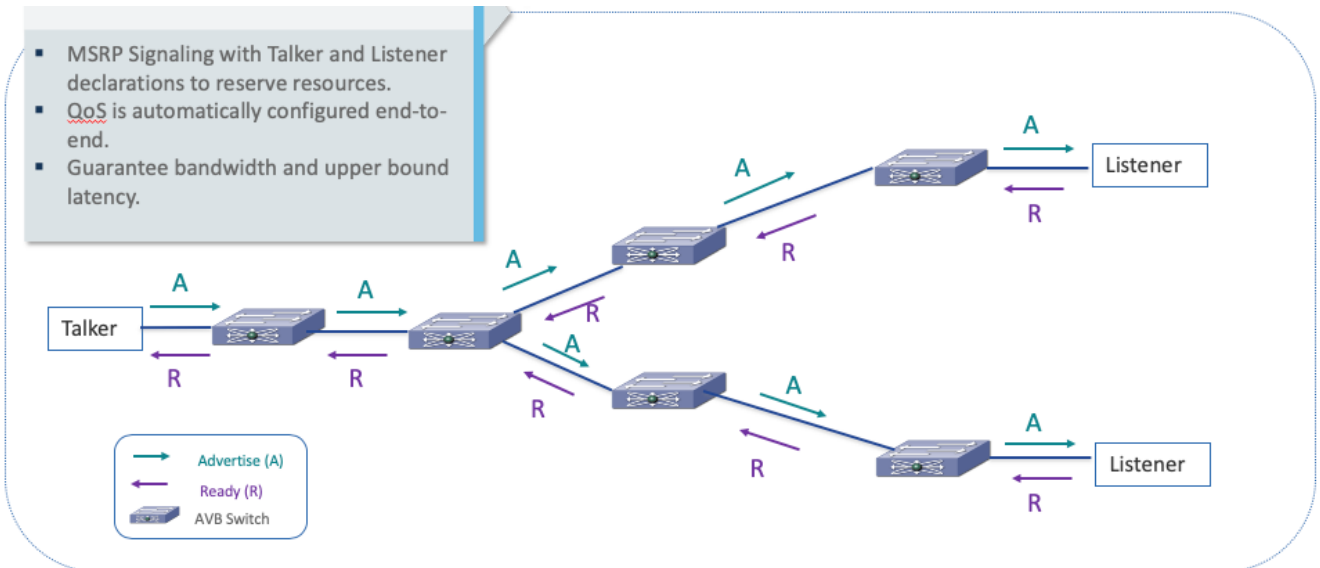 ▪ MSRP Signaling with Talker and Listener
declarations to reserve resources.
▪ QoS is automatically configured end-to-
end.
▪ Guarantee bandwidth and upper bound
latency.
A
Listener
R
A
R
A
R
Talker
A
R
A
R
A
R
A
R
A
Listener
R
Advertise (A)
Ready (R)
AVB Switch